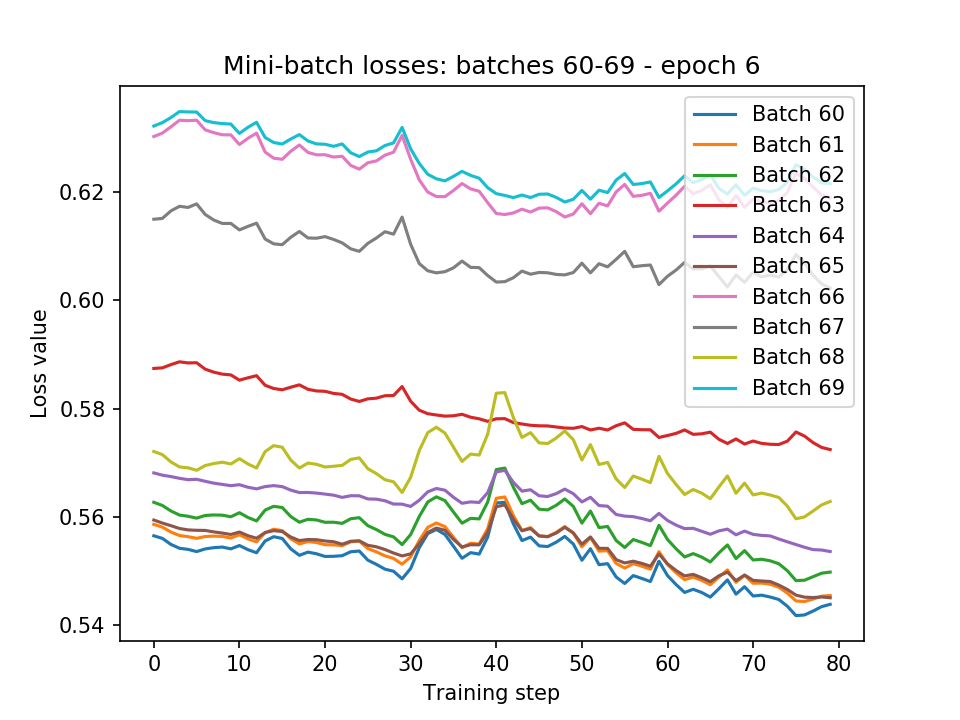 Mini-batch losses: batches 60-69 - epoch 6
Batch 60
Batch 61
Batch 62
Batch 63
Batch 64
Batch 65
Batch 66
Batch 67
Batch 68
Batch 69
Loss value
0.62
0.60
0.58
0.56
0.54
0 10 20 30 40 50 60 70 80
Training step